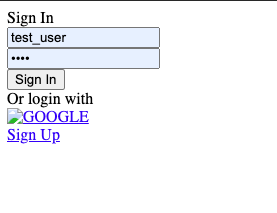 Sign In
test_user
••••
Sign In
Or login with
GOOGLE
Sign Up